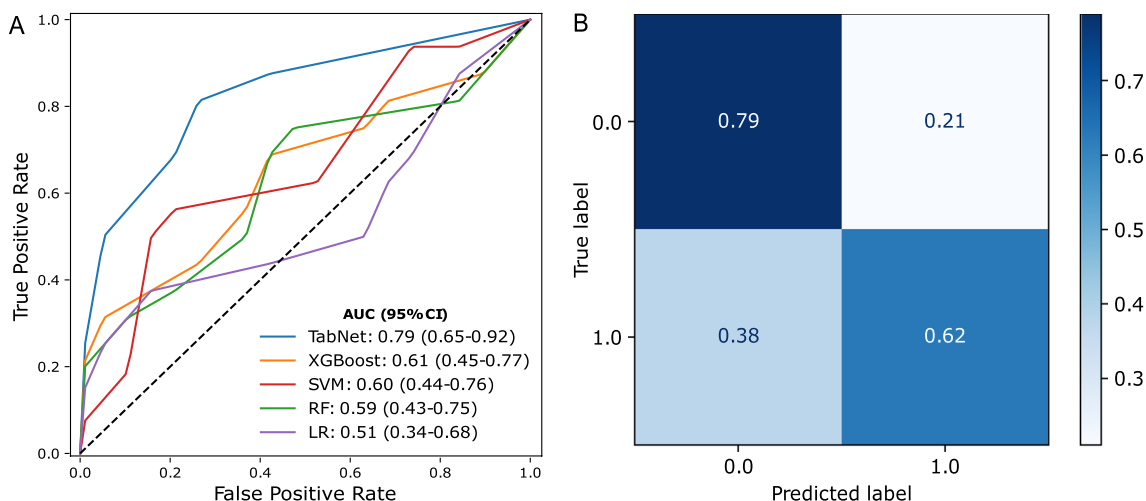 A
True Positive Rate
1.0
0.8
0.6
0.4
0.2
0.0
0.0 0.2 0.4 0.6 0.8 1.0
False Positive Rate
AUC (95%CI)
TabNet: 0.79 (0.65-0.92)
XGBoost: 0.61 (0.45-0.77)
SVM: 0.60 (0.44-0.76)
RF: 0.59 (0.43-0.75)
LR: 0.51 (0.34-0.68)
B
True label
0.0
1.0
0.79 0.21
0.38 0.62
0.0 1.0
Predicted label
0.7
0.6
0.5
0.4
0.3